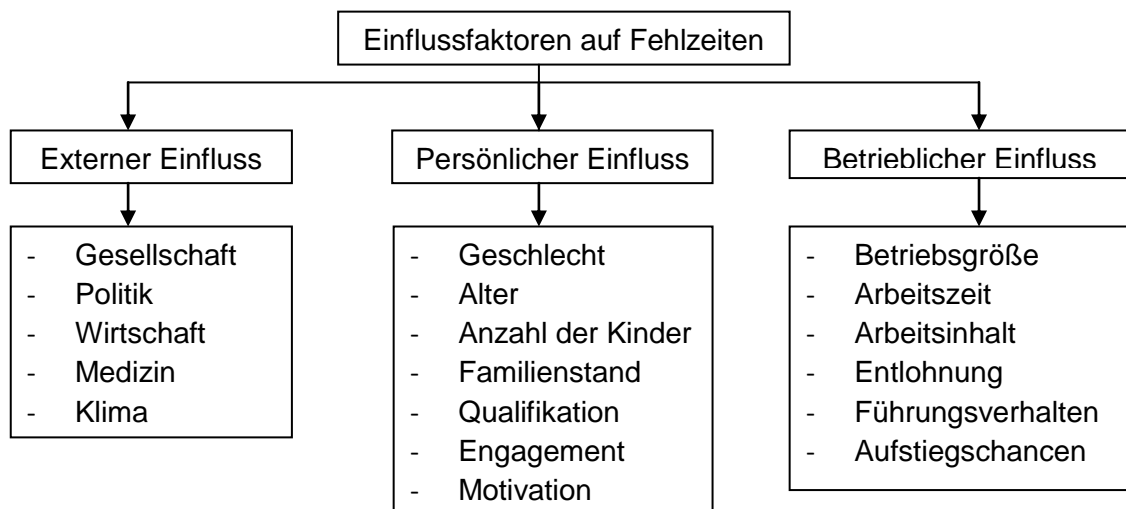 Einflussfaktoren auf Fehlzeiten
Externer Einfluss
- Gesellschaft
- Politik
- Wirtschaft
- Medizin
- Klima
Persönlicher Einfluss
- Geschlecht
- Alter
- Anzahl der Kinder
- Familienstand
- Qualifikation
- Engagement
- Motivation
Betrieblicher Einfluss
- Betriebsgröße
- Arbeitszeit
- Arbeitsinhalt
- Entlohnung
- Führungsverhalten
- Aufstiegschancen